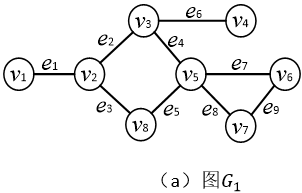 v3 e6 v4
e2 e4
v1 e1 v2 v5 e7 v6
e3 e5 e8 e9
v8 v7
(a) 图G1